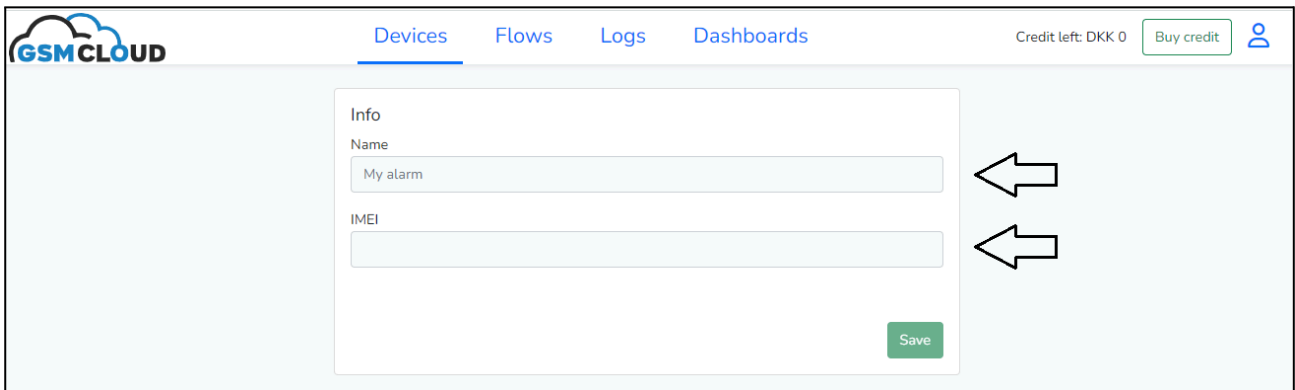 GSMCLOUD
Devices Flows Logs Dashboards Credit left: DKK 0 Buy credit
Info
Name
My alarm
IMEI
Save